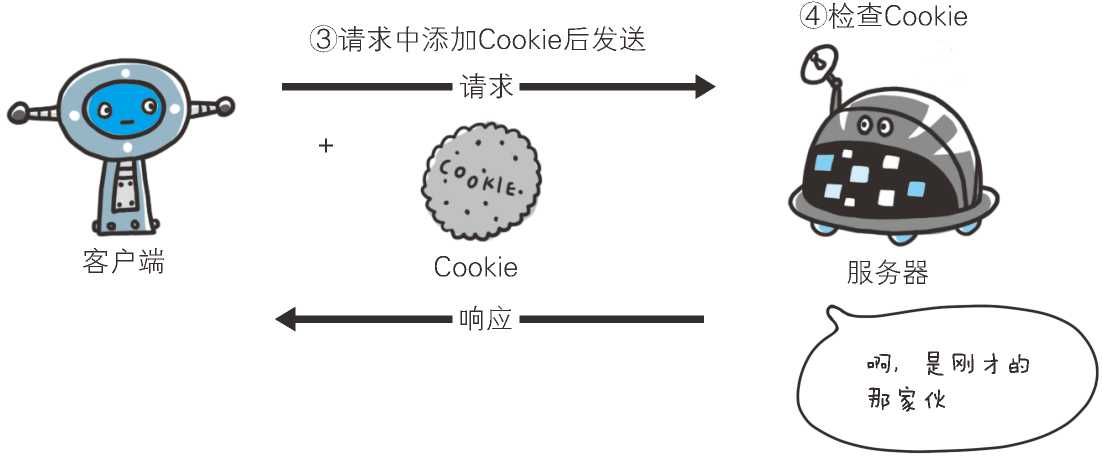 ④检查Cookie
③请求中添加Cookie后发送
请求
+
COOKIE.
客户端
Cookie
服务器
响应
啊，是刚才的
那家伙